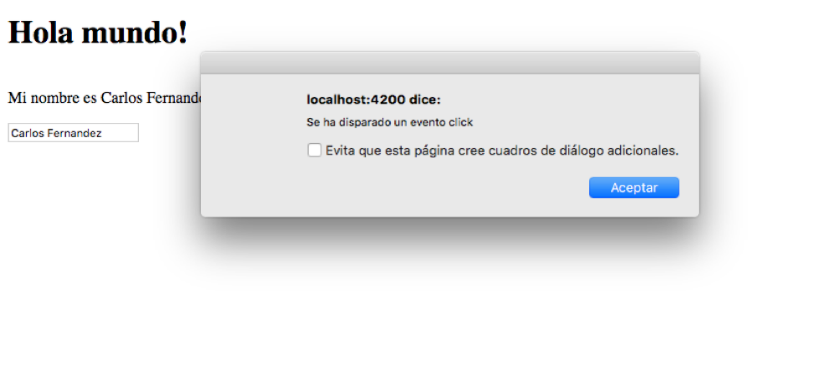 Hola mundo!
Mi nombre es Carlos Fernand
Carlos Fernandez
localhost:4200 dice:
Se ha disparado un evento click
Evita que esta página cree cuadros de diálogo adicionales.
Aceptar